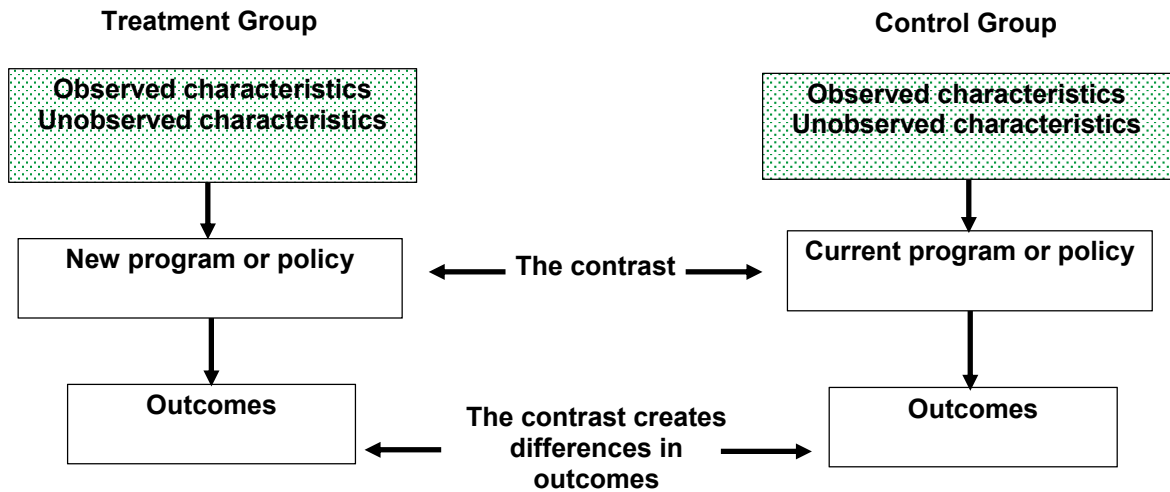 Treatment Group
Control Group
Observed characteristics
Unobserved characteristics
Observed characteristics
Unobserved characteristics
New program or policy
The contrast
Current program or policy
Outcomes
The contrast creates
differences in
outcomes
Outcomes